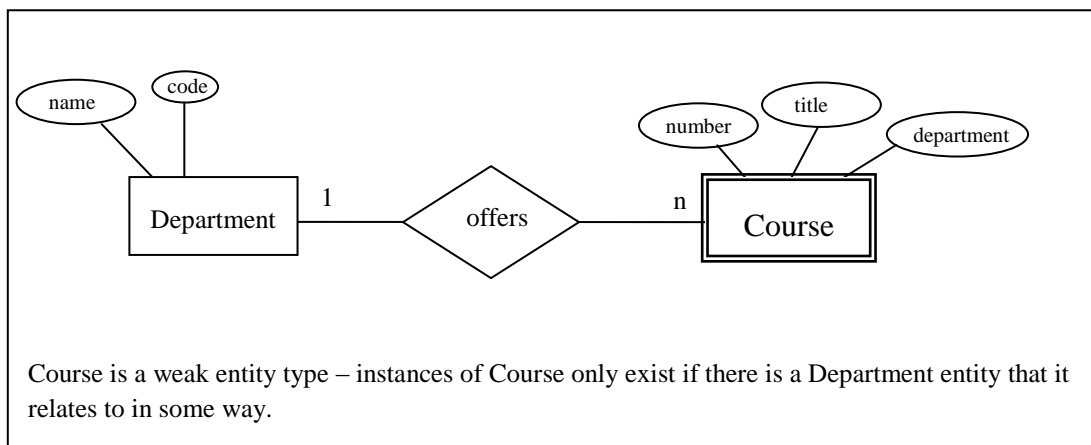 code
name
title
number
department
1
n
Department
offers
Course
Course is a weak entity type – instances of Course only exist if there is a Department entity that it
relates to in some way.